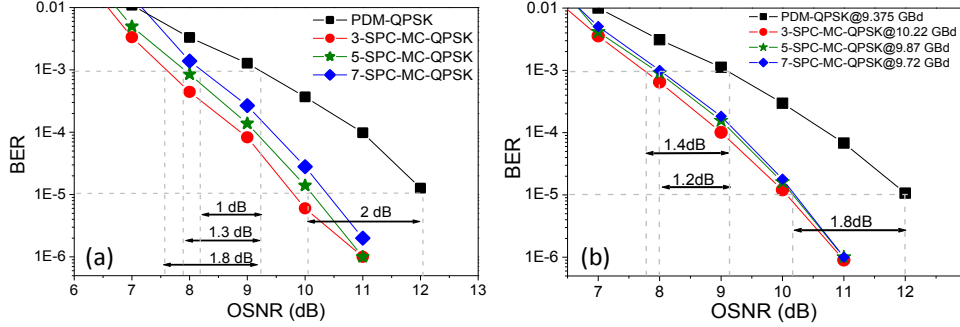 0.01
1E-3
1E-4
1E-5
1E-6
BER
6 7 8 9 10 11 12 13
OSNR (dB)
(a)
PDM-QPSK
3-SPC-MC-QPSK
5-SPC-MC-QPSK
7-SPC-MC-QPSK
1 dB
1.3 dB
1.8 dB
2 dB
0.01
1E-3
1E-4
1E-5
1E-6
BER
7 8 9 10 11 12
OSNR (dB)
(b)
PDM-QPSK@9.375 GBd
3-SPC-MC-QPSK@10.22 GBd
5-SPC-MC-QPSK@9.87 GBd
7-SPC-MC-QPSK@9.72 GBd
1.4dB
1.2dB
1.8dB